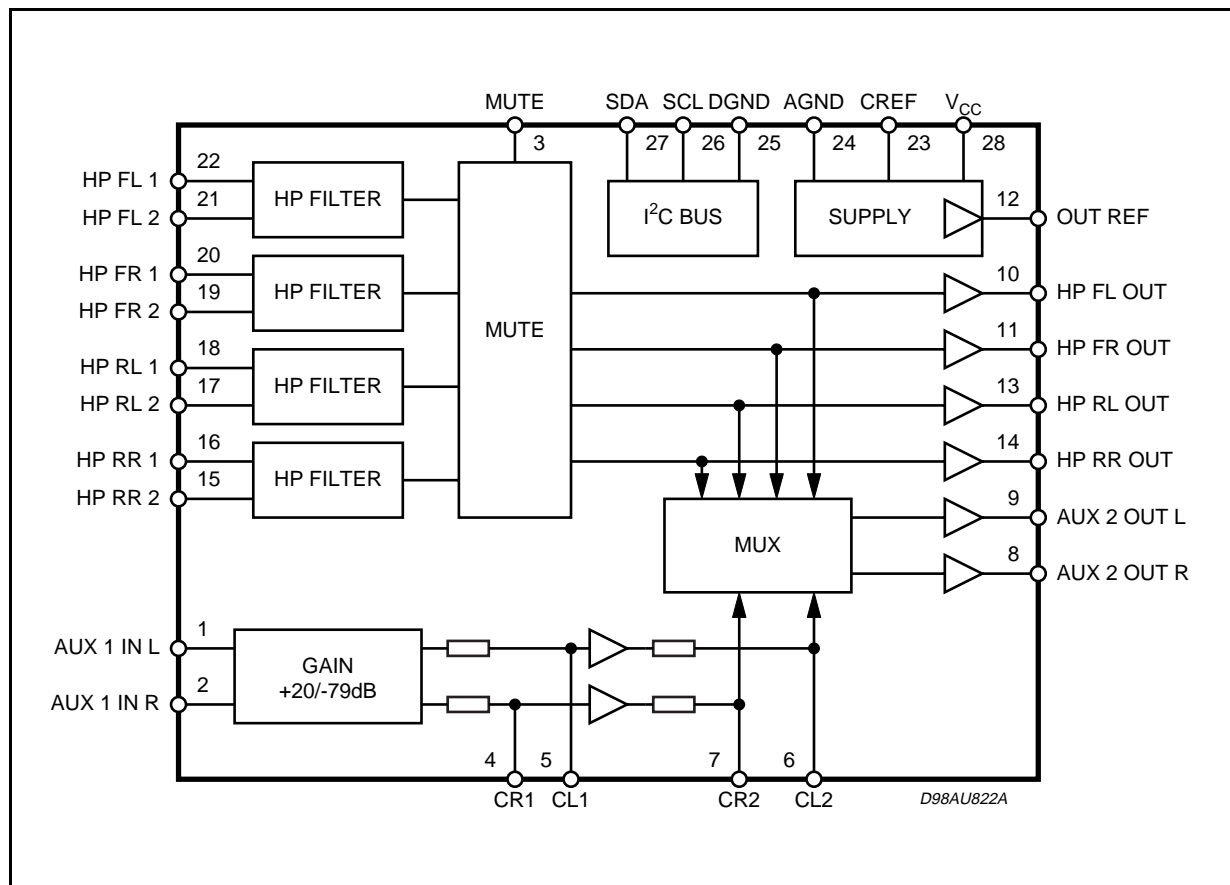 MUTE
SDA SCL DGND AGND CREF VCC
3 27 26 25 24 23 28
HP FL 1 22
HP FL 2 21
HP FILTER
I2C BUS
SUPPLY
12 OUT REF
HP FR 1 20
HP FR 2 19
HP FILTER
MUTE
10 HP FL OUT
11 HP FR OUT
HP RL 1 18
HP RL 2 17
HP FILTER
13 HP RL OUT
HP RR 1 16
HP RR 2 15
HP FILTER
14 HP RR OUT
MUX
9 AUX 2 OUT L
8 AUX 2 OUT R
AUX 1 IN L 1
AUX 1 IN R 2
GAIN
+20/-79dB
4 5 7 6
CR1 CL1 CR2 CL2
D98AU822A